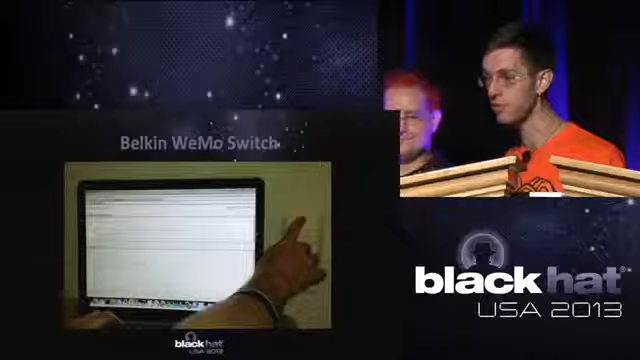 Belkin WeMo Switch
black hat
USA 2013
black hat®
USA 2013